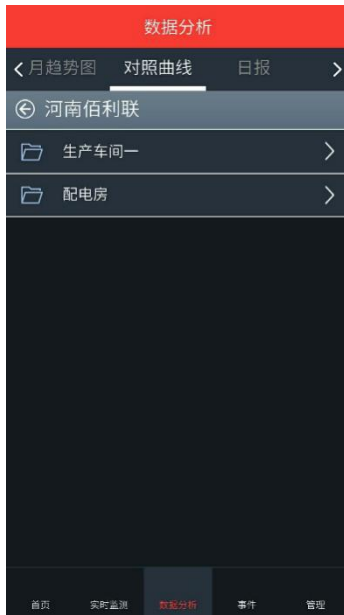 数据分析
月趋势图 对照曲线 日报
河南佰利联
生产车间一
配电房
首页 实时监测 数据分析 事件 管理